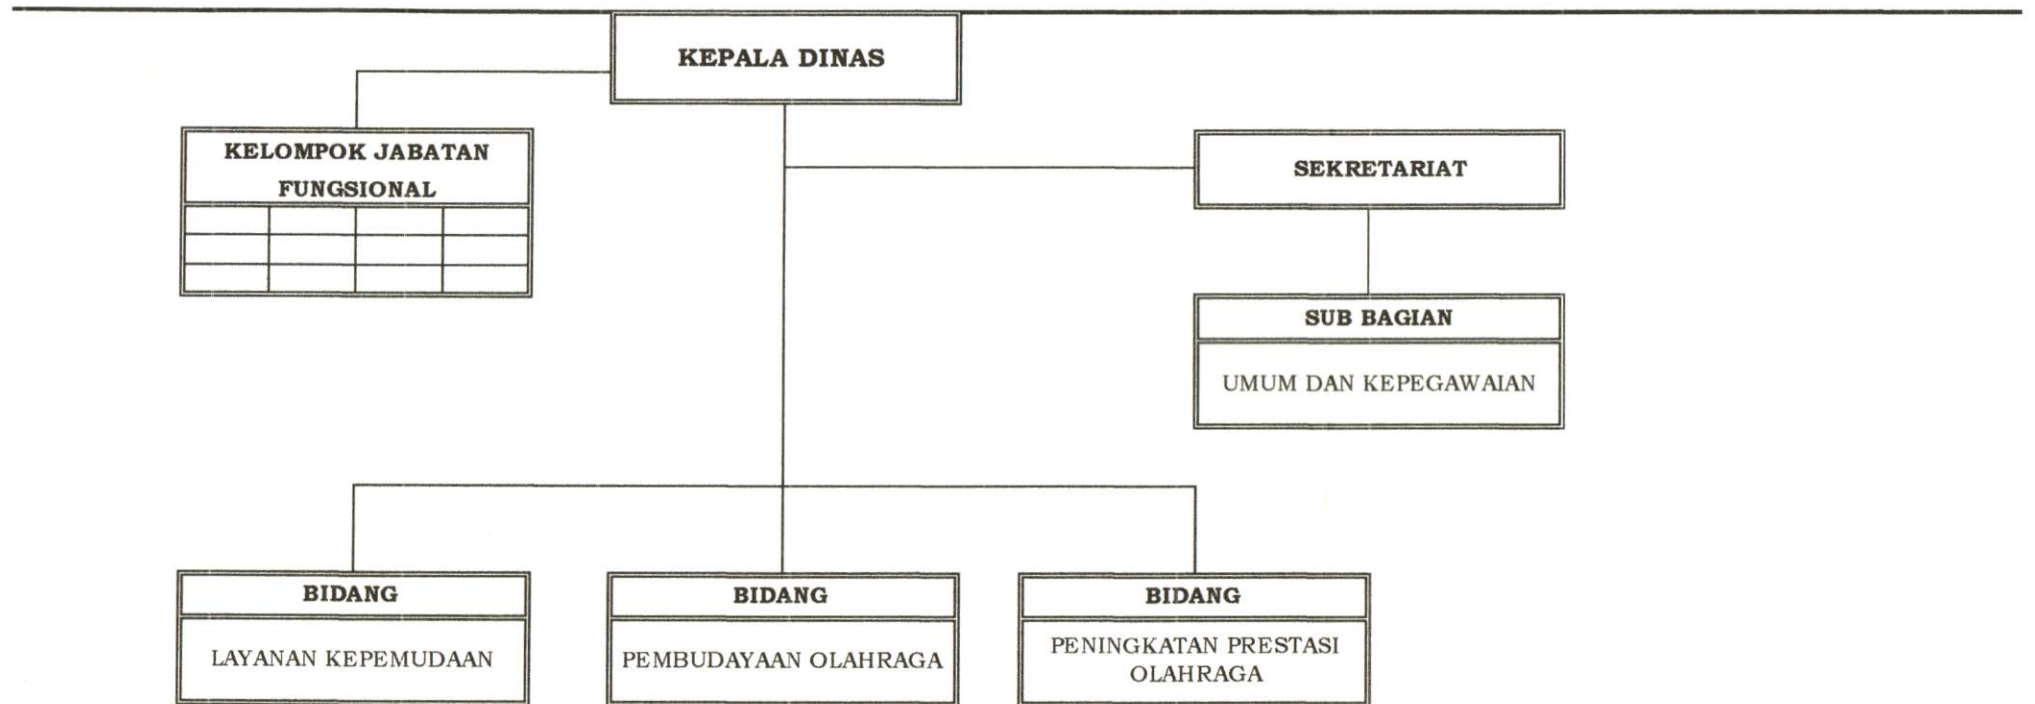 KEPALA DINAS
KELOMPOK JABATAN
FUNGSIONAL
SEKRETARIAT
SUB BAGIAN
UMUM DAN KEPEGAWAIAN
BIDANG
LAYANAN KEPEMUDAAN
BIDANG
PEMBUDAYAAN OLAHRAGA
BIDANG
PENINGKATAN PRESTASI
OLAHRAGA